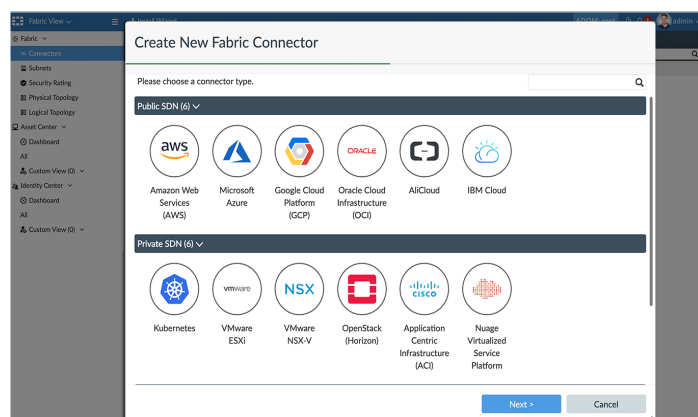 Fabric View
Install Wizard
ADOM: root
admin
Fabric
Connectors
Subnets
Security Rating
Physical Topology
Logical Topology
Asset Center
Dashboard
All
Custom View (0)
Identity Center
Dashboard
All
Custom View (0)
Create New Fabric Connector
Please choose a connector type.
Public SDN (6)
aws
ORACLE
Amazon Web
Services
(AWS)
Microsoft
Azure
Google Cloud
Platform
(GCP)
Oracle Cloud
Infrastructure
(OCI)
AliCloud
IBM Cloud
Private SDN (6)
vmware
NSX
CISCO
Kubernetes
VMware
ESXi
VMware
NSX-V
OpenStack
(Horizon)
Application
Centric
Infrastructure
(ACI)
Nuage
Virtualized
Service
Platform
Next >
Cancel